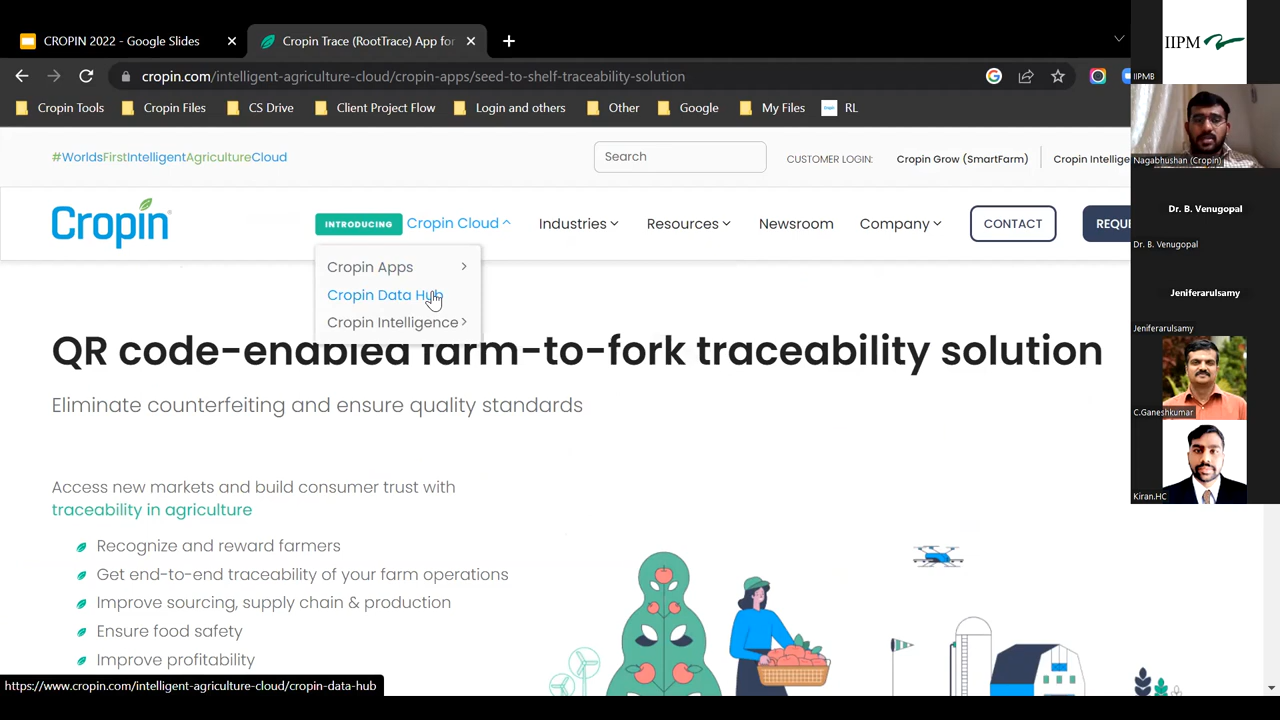 CROPIN 2022 - Google Slides
Cropin Trace (RootTrace) App for
cropin.com/intelligent-agriculture-cloud/cropin-apps/seed-to-shelf-traceability-solution
Cropin Tools
Cropin Files
CS Drive
Client Project Flow
Login and others
Other
Google
My Files
RL
#WorldsFirstIntelligentAgricultureCloud
Search
CUSTOMER LOGIN:
Cropin Grow (SmartFarm)
Cropin Intellige
Cropin
INTRODUCING
Cropin Cloud
Industries
Resources
Newsroom
Company
CONTACT
REQU
Cropin Apps
Cropin Data Hub
Cropin Intelligence
QR code-enabled farm-to-fork traceability solution
Eliminate counterfeiting and ensure quality standards
Access new markets and build consumer trust with
traceability in agriculture
Recognize and reward farmers
Get end-to-end traceability of your farm operations
Improve sourcing, supply chain & production
Ensure food safety
Improve profitability
https://www.cropin.com/intelligent-agriculture-cloud/cropin-data-hub
IIPM
IIPMB
Nagabhushan (Cropin)
Dr. B. Venugopal
Dr. B. Venugopal
Jeniferarulsamy
Jeniferarulsamy
C.Ganeshkumar
Kiran.HC